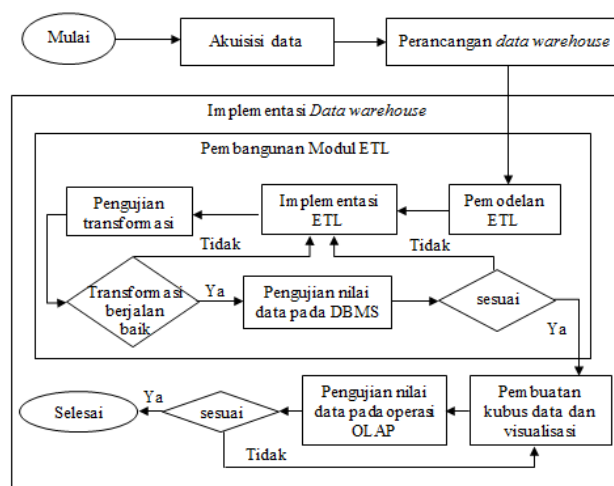 Mulai
Akuisisi data
Perancangan data warehouse
Implementasi Data warehouse
Pembangunan Modul ETL
Pengujian
transformasi
Implementasi
ETL
Pemodelan
ETL
Tidak
Tidak
Transformasi
berjalan
baik
Ya
Pengujian nilai
data pada DBMS
sesuai
Ya
Selesai
Ya
sesuai
Pengujian nilai
data pada operasi
OLAP
Pembuatan
kubus data dan
visualisasi
Tidak